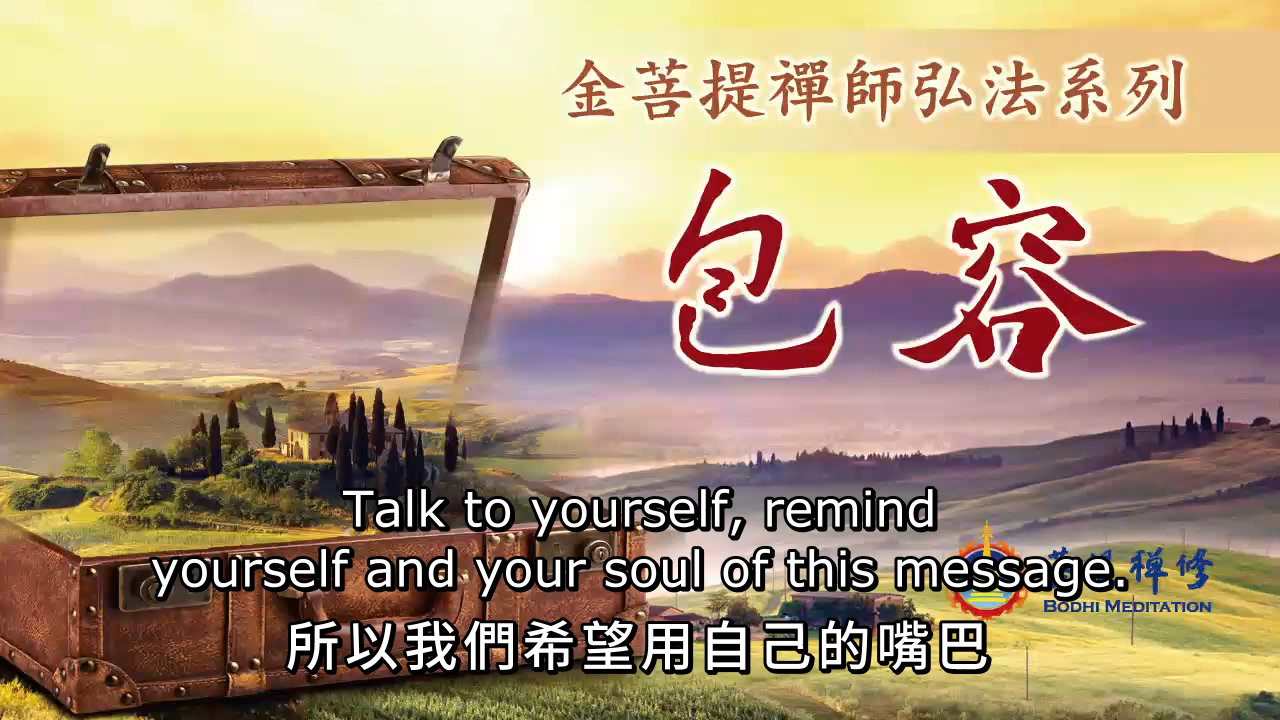 金菩提禪師弘法系列
包容
Talk to yourself, remind
yourself and your soul of this message.
禪修
BODHI MEDITATION
所以我們希望用自己的嘴巴